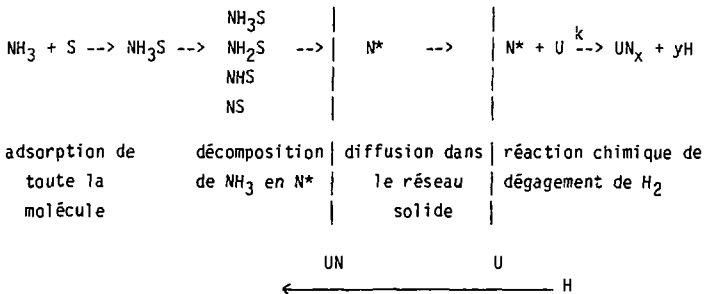 NH3S
NH3 + S --> NH3S --> NH2S --> | N* --> | N* + U -k-> UNx + yH
NHS
NS
adsorption de décomposition | diffusion dans | réaction chimique de
toute la de NH3 en N* | le réseau | dégagement de H2
molécule | solide |
UN U
H